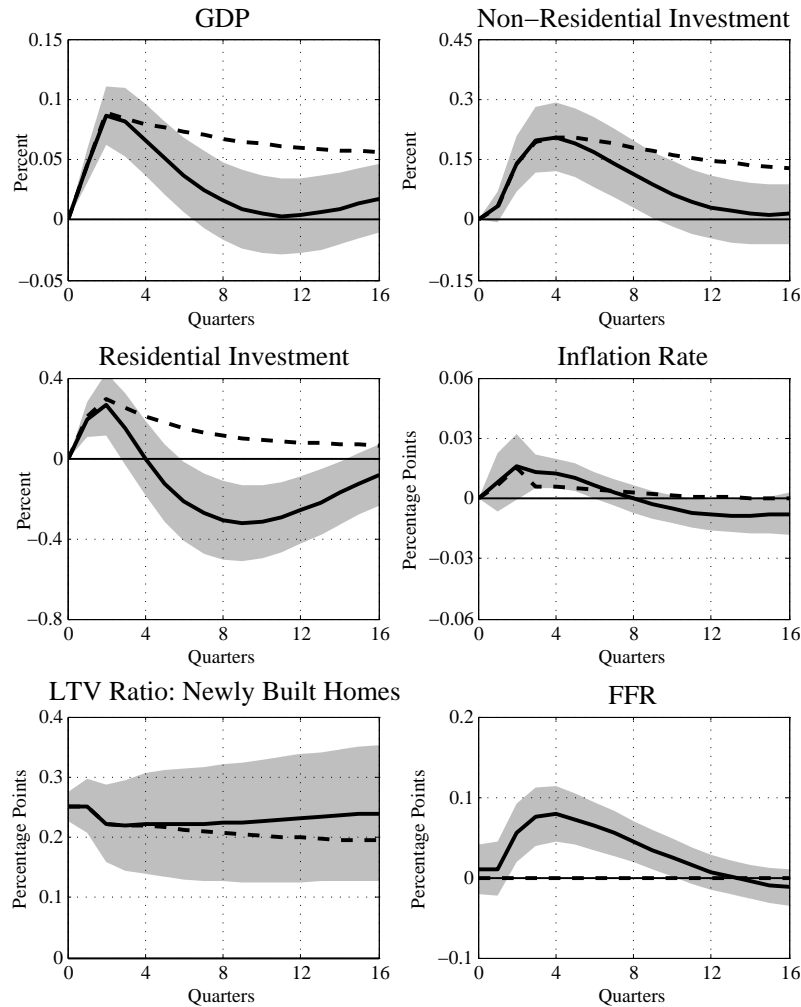 GDP
0.15
0.1
0.05
0
−0.05
Percent
0 4 8 12 16
Quarters
Non−Residential Investment
0.45
0.3
0.15
0
−0.15
Percent
0 4 8 12 16
Quarters
Residential Investment
0.4
0
−0.4
−0.8
Percent
0 4 8 12 16
Quarters
Inflation Rate
0.06
0.03
0
−0.03
−0.06
Percentage Points
0 4 8 12 16
Quarters
LTV Ratio: Newly Built Homes
0.4
0.3
0.2
0.1
0
Percentage Points
0 4 8 12 16
Quarters
FFR
0.2
0.1
0
−0.1
Percentage Points
0 4 8 12 16
Quarters